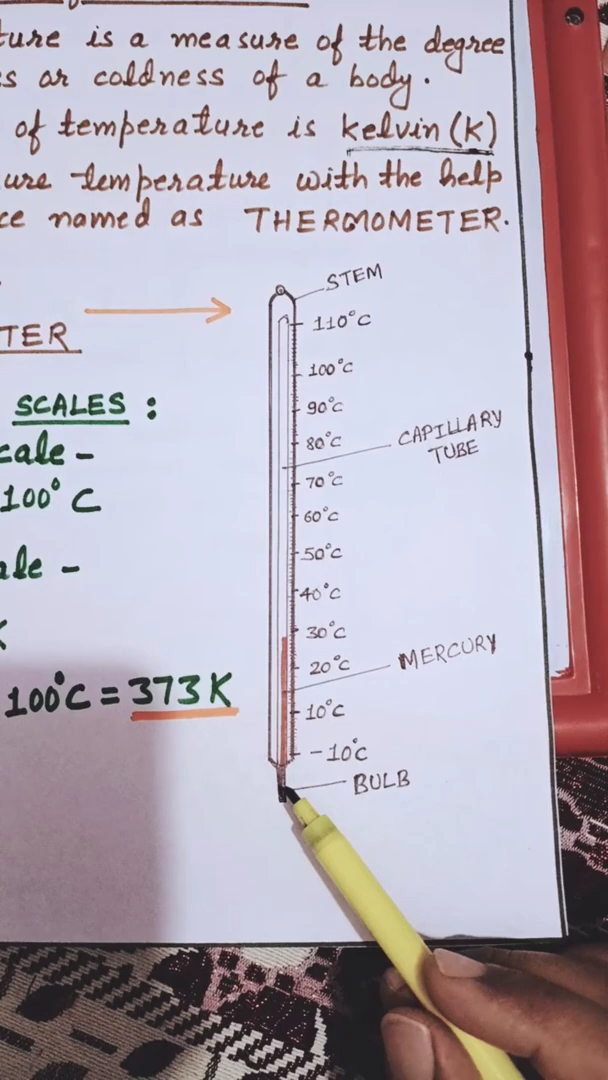 ture is a measure of the degree
s or coldness of a body.
of temperature is kelvin (K)
ure temperature with the help
ce named as THERMOMETER.
STEM
TER
110°C
100°C
SCALES :
90°C
cale -
80°C
CAPILLARY
TUBE
70°C
100°C
60°C
50°C
ale -
40°C
30°C
K
20°C
MERCURY
100°C = 373 K
10°C
-10°C
BULB